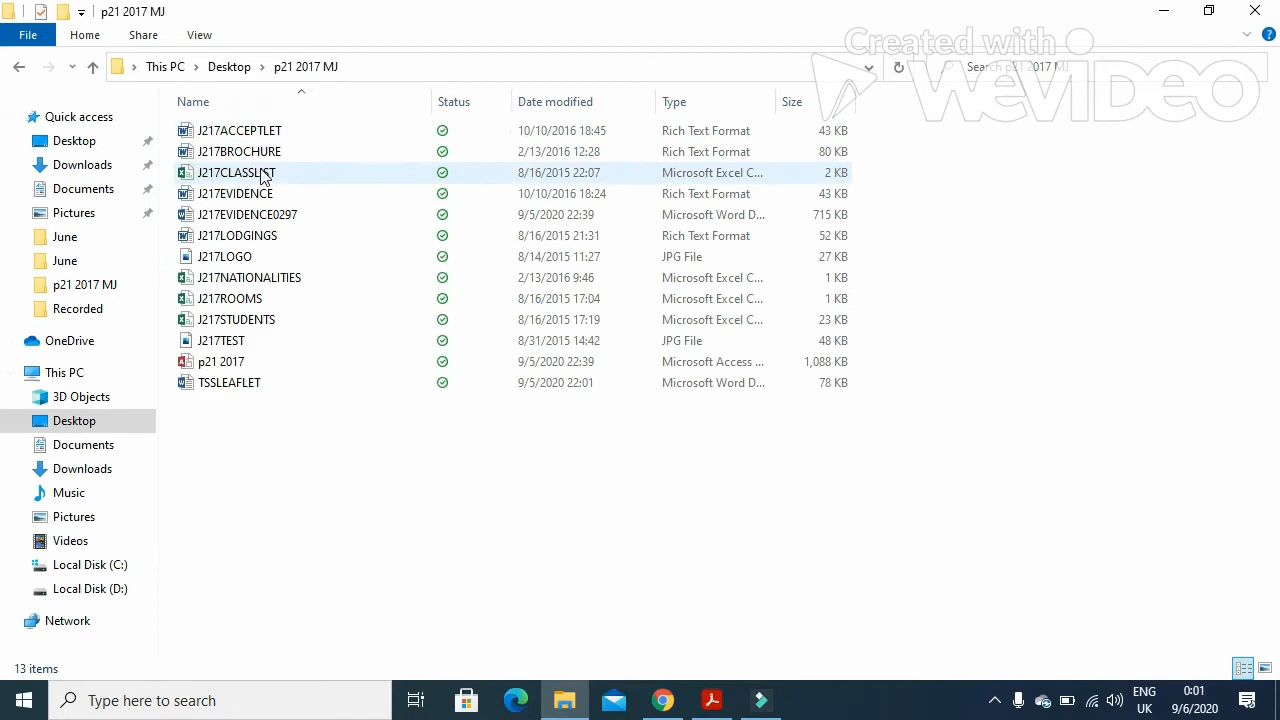 p21 2017 MJ
File Home Share View
This PC > Desktop > p21 2017 MJ
Search p21 2017 MJ
Created with
WeVIDEO
Name Status Date modified Type Size
J217ACCEPTLET 10/10/2016 18:45 Rich Text Format 43 KB
J217BROCHURE 2/13/2016 12:28 Rich Text Format 80 KB
J217CLASSLIST 8/16/2015 22:07 Microsoft Excel C... 2 KB
J217EVIDENCE 10/10/2016 18:24 Rich Text Format 43 KB
J217EVIDENCE0297 9/5/2020 22:39 Microsoft Word D... 715 KB
J217LODGINGS 8/16/2015 21:31 Rich Text Format 52 KB
J217LOGO 8/14/2015 11:27 JPG File 27 KB
J217NATIONALITIES 2/13/2016 9:46 Microsoft Excel C... 1 KB
J217ROOMS 8/16/2015 17:04 Microsoft Excel C... 1 KB
J217STUDENTS 8/16/2015 17:19 Microsoft Excel C... 23 KB
J217TEST 8/31/2015 14:42 JPG File 48 KB
p21 2017 9/5/2020 22:39 Microsoft Access ... 1,088 KB
TSSLEAFLET 9/5/2020 22:01 Microsoft Word D... 78 KB
Quick access
Desktop
Downloads
Documents
Pictures
June
June
p21 2017 MJ
Recorded
OneDrive
This PC
3D Objects
Desktop
Documents
Downloads
Music
Pictures
Videos
Local Disk (C:)
Local Disk (D:)
Network
13 items
Type here to search
ENG
UK
0:01
9/6/2020